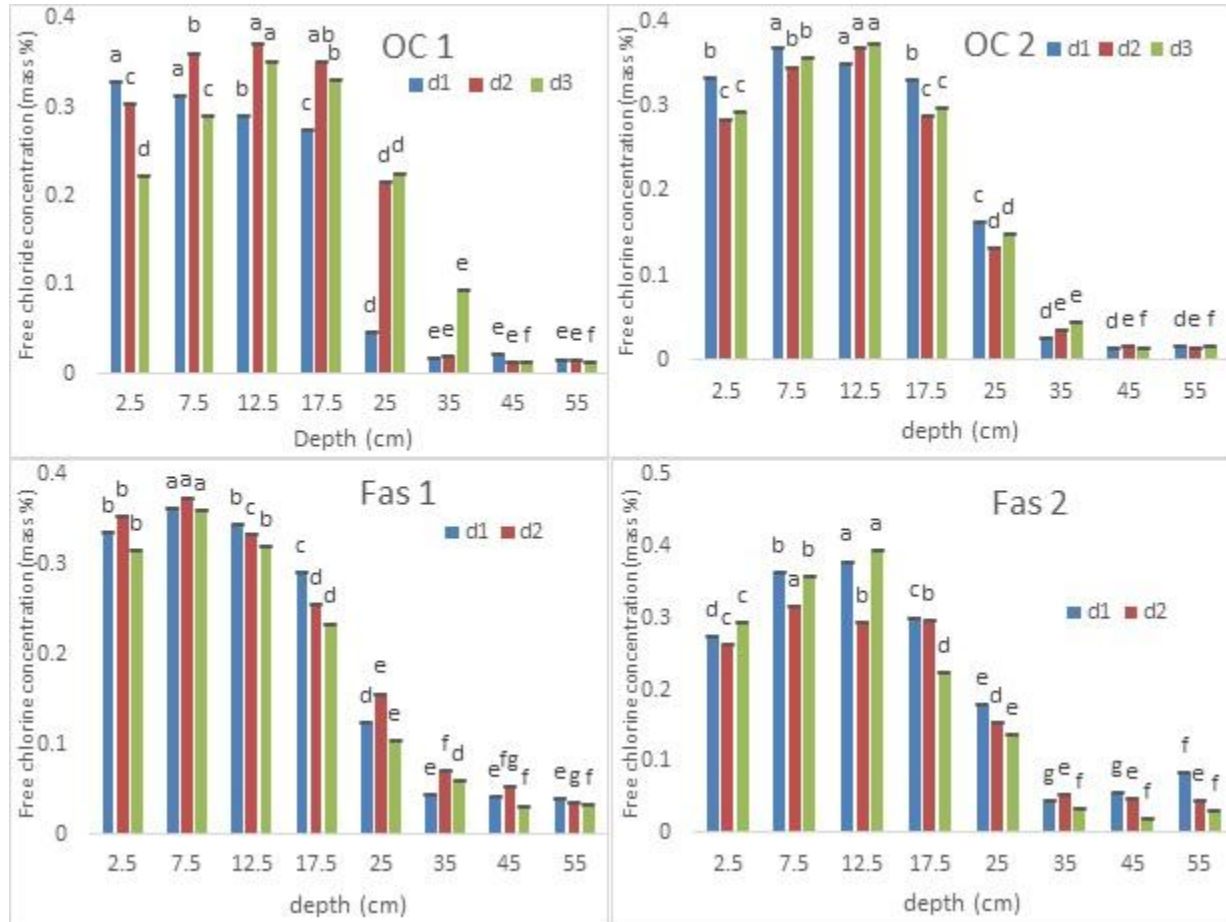 OC 1
d1 d2 d3
Free chloride concentration (mass %)
0.4
0.3
0.2
0.1
0
a c d
a b c
b a a
c ab b
d d d
e e e
e e f
e e f
2.5 7.5 12.5 17.5 25 35 45 55
Depth (cm)
OC 2
d1 d2 d3
Free chlorine concentration (mass %)
0.4
0.3
0.2
0.1
0
b c c
a b b
a a a
b c c
c d d
d e e
d e f
d e f
2.5 7.5 12.5 17.5 25 35 45 55
depth (cm)
Fas 1
d1 d2
Free chlorine concentration (mass %)
0.4
0.3
0.2
0.1
0
b b b
a a a
b c b
c d d
d e e
e f d
e fg f
e g f
2.5 7.5 12.5 17.5 25 35 45 55
depth (cm)
Fas 2
d1 d2
Free chlorine concentration (mass %)
0.5
0.4
0.3
0.2
0.1
0
d c c
b a b
a b a
c b d
e d e
g e f
g e f
f e f
2.5 7.5 12.5 17.5 25 35 45 55
depth (cm)